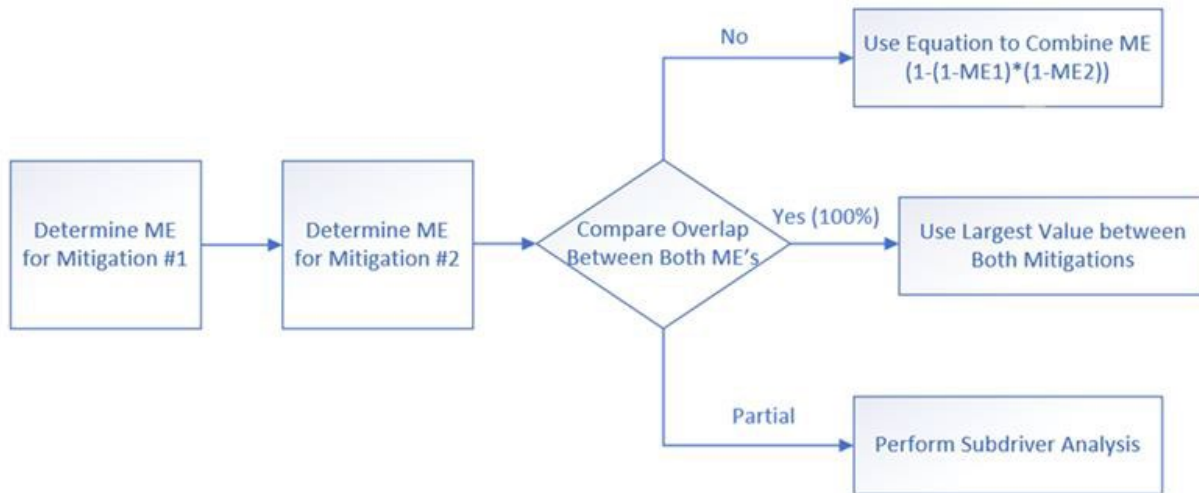 No
Use Equation to Combine ME
(1-(1-ME1)*(1-ME2))
Determine ME
for Mitigation #1
Determine ME
for Mitigation #2
Compare Overlap
Between Both ME's
Yes (100%)
Use Largest Value between
Both Mitigations
Partial
Perform Subdriver Analysis